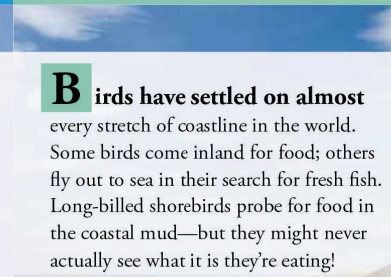 Birds have settled on almost
every stretch of coastline in the world.
Some birds come inland for food; others
fly out to sea in their search for fresh fish.
Long-billed shorebirds probe for food in
the coastal mud—but they might never
actually see what it is they're eating!